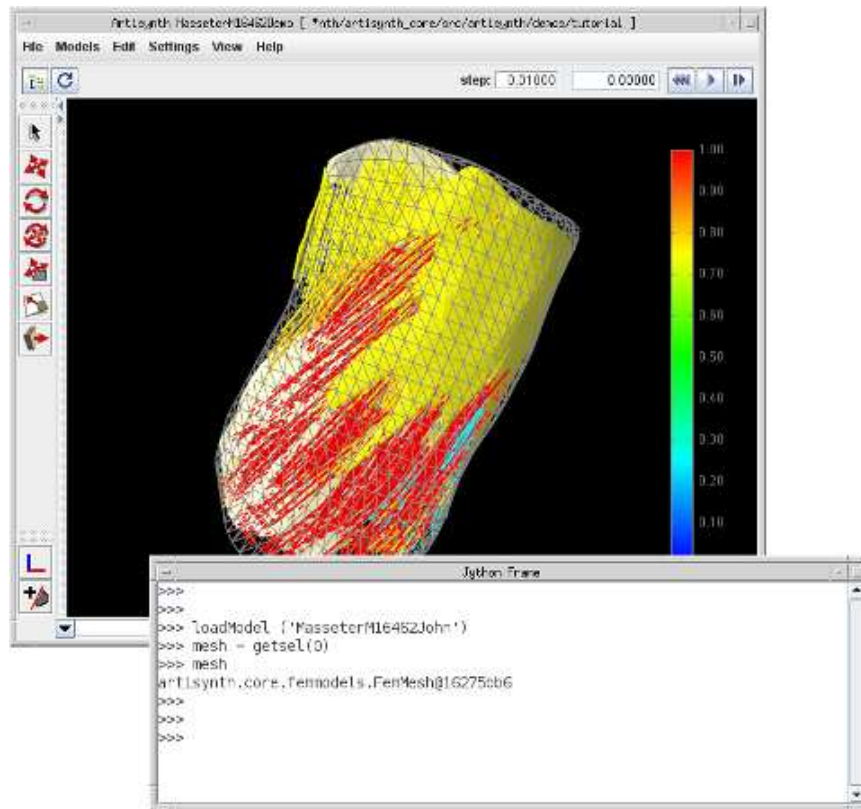 Artisynth MasseterM16462Demo [ *nth/artisynth_core/src/artisynth/demos/tutorial ]
File Models Edit Settings View Help
step: 0.01000 0.00000
1.00
0.90
0.80
0.70
0.60
0.50
0.40
0.30
0.20
0.10
Jython Frame
>>>
>>>
>>> loadModel ('MasseterM16462John')
>>> mesh = getsel(0)
>>> mesh
artisynth.core.femmodels.FemMesh@16275bb6
>>>
>>>
>>>